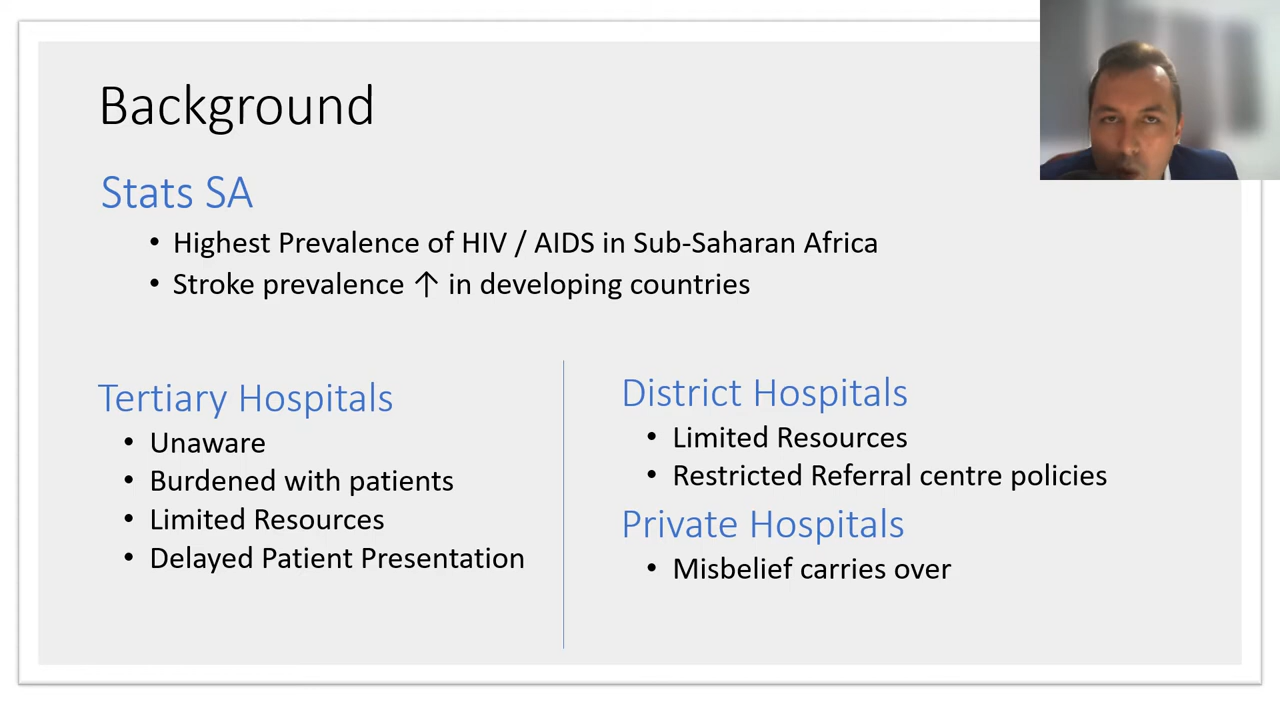 Background
Stats SA
• Highest Prevalence of HIV / AIDS in Sub-Saharan Africa
• Stroke prevalence ↑ in developing countries
Tertiary Hospitals
• Unaware
• Burdened with patients
• Limited Resources
• Delayed Patient Presentation
District Hospitals
• Limited Resources
• Restricted Referral centre policies
Private Hospitals
• Misbelief carries over